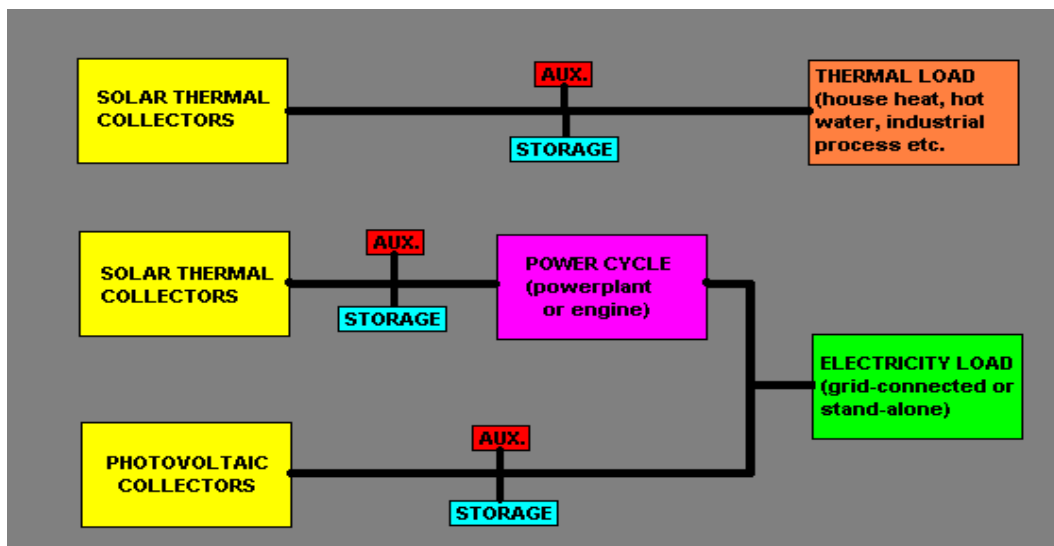 AUX.
SOLAR THERMAL
COLLECTORS
STORAGE
THERMAL LOAD
(house heat, hot
water, industrial
process etc.
AUX.
SOLAR THERMAL
COLLECTORS
STORAGE
POWER CYCLE
(powerplant
or engine)
ELECTRICITY LOAD
(grid-connected or
stand-alone)
AUX.
PHOTOVOLTAIC
COLLECTORS
STORAGE